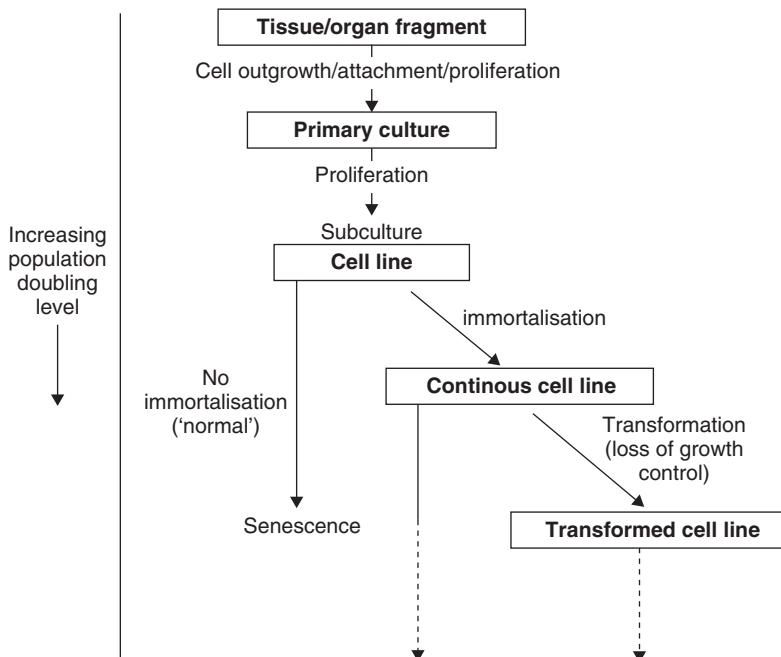 Tissue/organ fragment
Cell outgrowth/attachment/proliferation
Primary culture
Proliferation
Subculture
Cell line
Increasing
population
doubling
level
immortalisation
No
immortalisation
(‘normal’)
Continous cell line
Transformation
(loss of growth
control)
Senescence
Transformed cell line